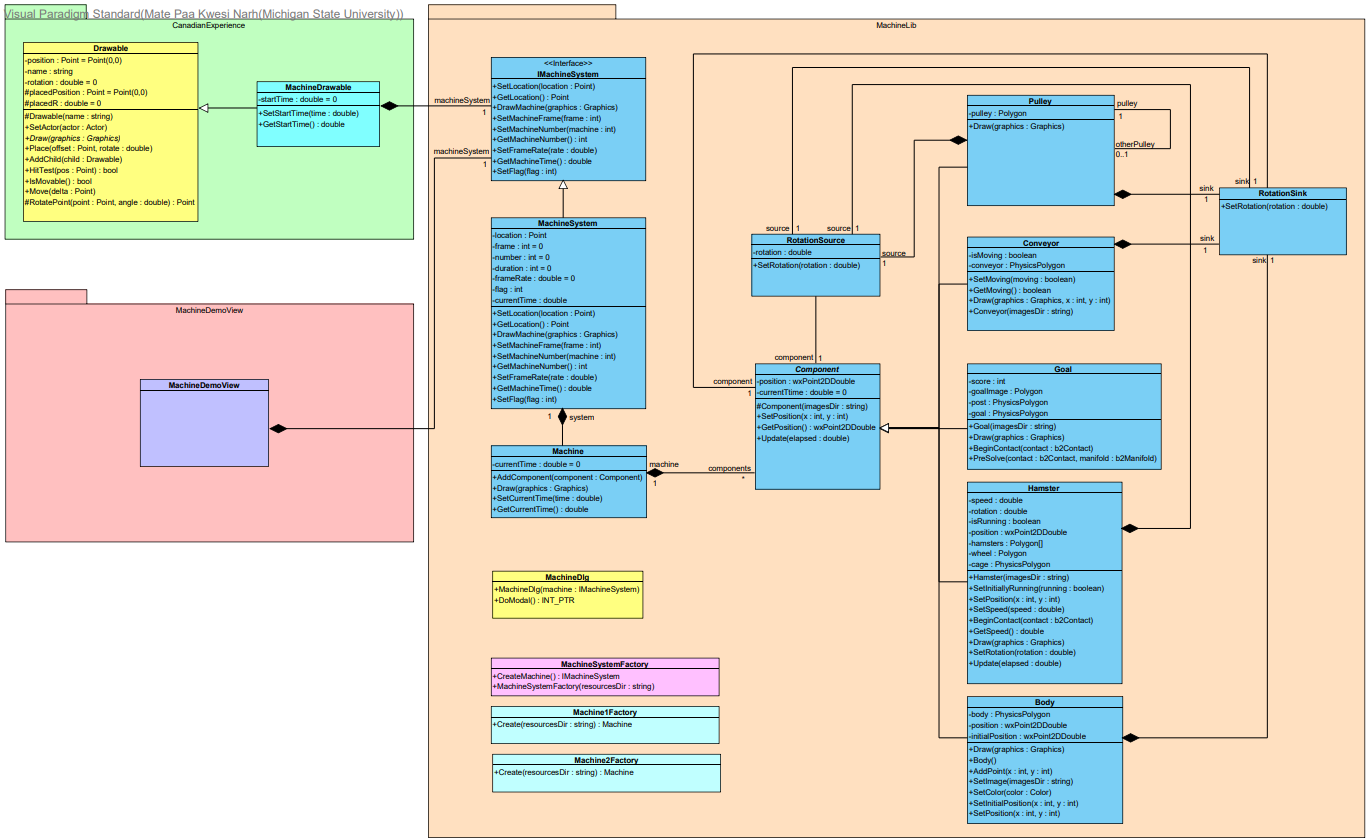 Visual Paradigm Standard(Mate Paa Kwesi Narh(Michigan State University))
CanadianExperience
Drawable
-position : Point = Point(0,0)
-name : string
-rotation : double = 0
#placedPosition : Point = Point(0,0)
#placedR : double = 0
#Drawable(name : string)
+SetActor(actor : Actor)
+Draw(graphics : Graphics)
+Place(offset : Point, rotate : double)
+AddChild(child : Drawable)
+HitTest(pos : Point) : bool
+IsMovable() : bool
+Move(delta : Point)
#RotatePoint(point : Point, angle : double) : Point
MachineDrawable
-startTime : double = 0
+SetStartTime(time : double)
+GetStartTime() : double
MachineDemoView
MachineDemoView
MachineLib
machineSystem
1
machineSystem
1
<<Interface>>
IMachineSystem
+SetLocation(location : Point)
+GetLocation() : Point
+DrawMachine(graphics : Graphics)
+SetMachineFrame(frame : int)
+SetMachineNumber(machine : int)
+GetMachineNumber() : int
+SetFrameRate(rate : double)
+GetMachineTime() : double
+SetFlag(flag : int)
MachineSystem
-location : Point
-frame : int = 0
-number : int = 0
-duration : int = 0
-frameRate : double = 0
-flag : int
-currentTime : double
+SetLocation(location : Point)
+GetLocation() : Point
+DrawMachine(graphics : Graphics)
+SetMachineFrame(frame : int)
+SetMachineNumber(machine : int)
+GetMachineNumber() : int
+SetFrameRate(rate : double)
+GetMachineTime() : double
+SetFlag(flag : int)
1
system
Machine
-currentTime : double = 0
+AddComponent(component : Component)
+Draw(graphics : Graphics)
+SetCurrentTime(time : double)
+GetCurrentTime() : double
machine
1
components
*
MachineDlg
+MachineDlg(machine : IMachineSystem)
+DoModal() : INT_PTR
MachineSystemFactory
+CreateMachine() : IMachineSystem
+MachineSystemFactory(resourcesDir : string)
Machine1Factory
+Create(resourcesDir : string) : Machine
Machine2Factory
+Create(resourcesDir : string) : Machine
source 1
source 1
RotationSource
-rotation : double
+SetRotation(rotation : double)
source
1
component 1
component
1
Component
-position : wxPoint2DDouble
-currentTtime : double = 0
#Component(imagesDir : string)
+SetPosition(x : int, y : int)
+GetPosition() : wxPoint2DDouble
+Update(elapsed : double)
Pulley
-pulley : Polygon
+Draw(graphics : Graphics)
pulley
1
otherPulley
0..1
sink
1
sink 1
RotationSink
+SetRotation(rotation : double)
sink
1
sink 1
Conveyor
-isMoving : boolean
-conveyor : PhysicsPolygon
+SetMoving(moving : boolean)
+GetMoving() : boolean
+Draw(graphics : Graphics, x : int, y : int)
+Conveyor(imagesDir : string)
Goal
-score : int
-goalImage : Polygon
-post : PhysicsPolygon
-goal : PhysicsPolygon
+Goal(imagesDir : string)
+Draw(graphics : Graphics)
+BeginContact(contact : b2Contact)
+PreSolve(contact : b2Contact, manifold : b2Manifold)
Hamster
-speed : double
-rotation : double
-isRunning : boolean
-position : wxPoint2DDouble
-hamsters : Polygon[]
-wheel : Polygon
-cage : PhysicsPolygon
+Hamster(imagesDir : string)
+SetInitiallyRunning(running : boolean)
+SetPosition(x : int, y : int)
+SetSpeed(speed : double)
+BeginContact(contact : b2Contact)
+GetSpeed() : double
+Draw(graphics : Graphics)
+SetRotation(rotation : double)
+Update(elapsed : double)
Body
-body : PhysicsPolygon
-position : wxPoint2DDouble
-initialPosition : wxPoint2DDouble
+Draw(graphics : Graphics)
+Body()
+AddPoint(x : int, y : int)
+SetImage(imagesDir : string)
+SetColor(color : Color)
+SetInitialPosition(x : int, y : int)
+SetPosition(x : int, y : int)